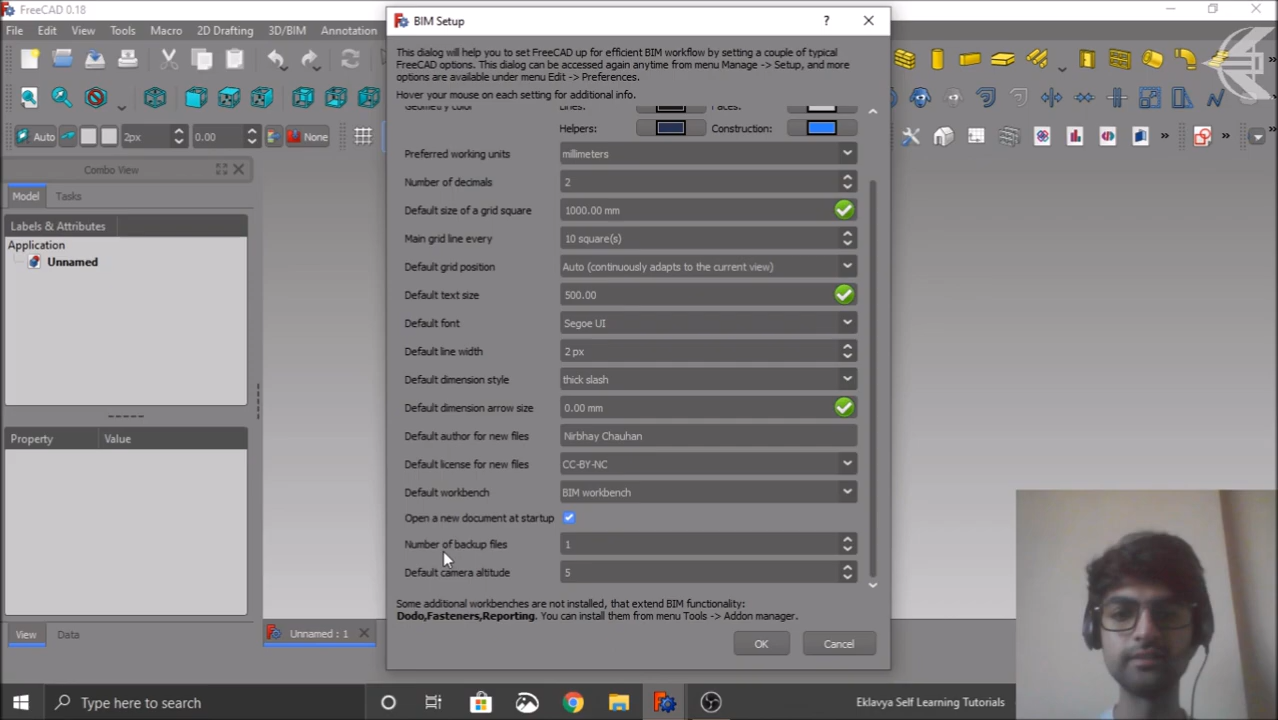 FreeCAD 0.18
BIM Setup
?
File Edit View Tools Macro 2D Drafting 3D/BIM Annotation
This dialog will help you to set FreeCAD up for efficient BIM workflow by setting a couple of typical
FreeCAD options. This dialog can be accessed again anytime from menu Manage -> Setup, and more
options are available under menu Edit -> Preferences.
Hover your mouse on each setting for additional info.
Geometry color Lines: Faces:
Helpers: Construction:
Auto 2px 0.00 None
Preferred working units millimeters
Combo View
Number of decimals 2
Model Tasks
Default size of a grid square 1000.00 mm
Labels & Attributes
Main grid line every 10 square(s)
Application
Unnamed
Default grid position Auto (continuously adapts to the current view)
Default text size 500.00
Default font Segoe UI
Default line width 2 px
Default dimension style thick slash
Default dimension arrow size 0.00 mm
Default author for new files Nirbhay Chauhan
Property Value
Default license for new files CC-BY-NC
Default workbench BIM workbench
Open a new document at startup
Number of backup files 1
Default camera altitude 5
Some additional workbenches are not installed, that extend BIM functionality:
Dodo,Fasteners,Reporting. You can install them from menu Tools -> Addon manager.
View Data
Unnamed : 1
OK Cancel
Type here to search
Eklavya Self Learning Tutorials